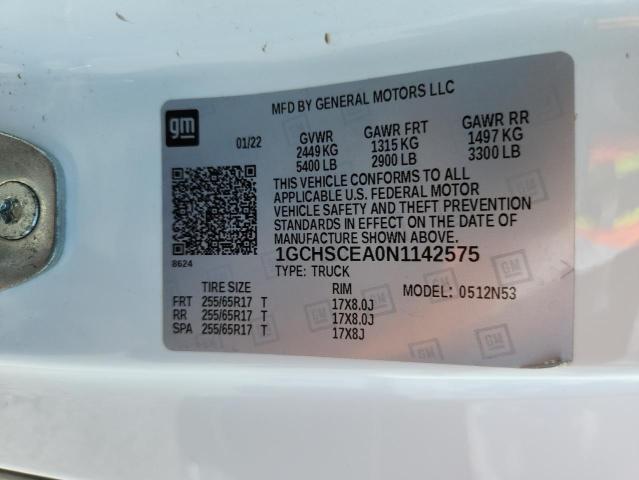 MFD BY GENERAL MOTORS LLC
gm
01/22 GVWR GAWR FRT GAWR RR
2449 KG 1315 KG 1497 KG
5400 LB 2900 LB 3300 LB
THIS VEHICLE CONFORMS TO ALL
APPLICABLE U.S. FEDERAL MOTOR
VEHICLE SAFETY AND THEFT PREVENTION
STANDARDS IN EFFECT ON THE DATE OF
MANUFACTURE SHOWN ABOVE.
8624
1GCHSCEA0N1142575
TYPE: TRUCK
TIRE SIZE RIM MODEL: 0512N53
FRT 255/65R17 T 17X8.0J
RR 255/65R17 T 17X8.0J
SPA 255/65R17 T 17X8J